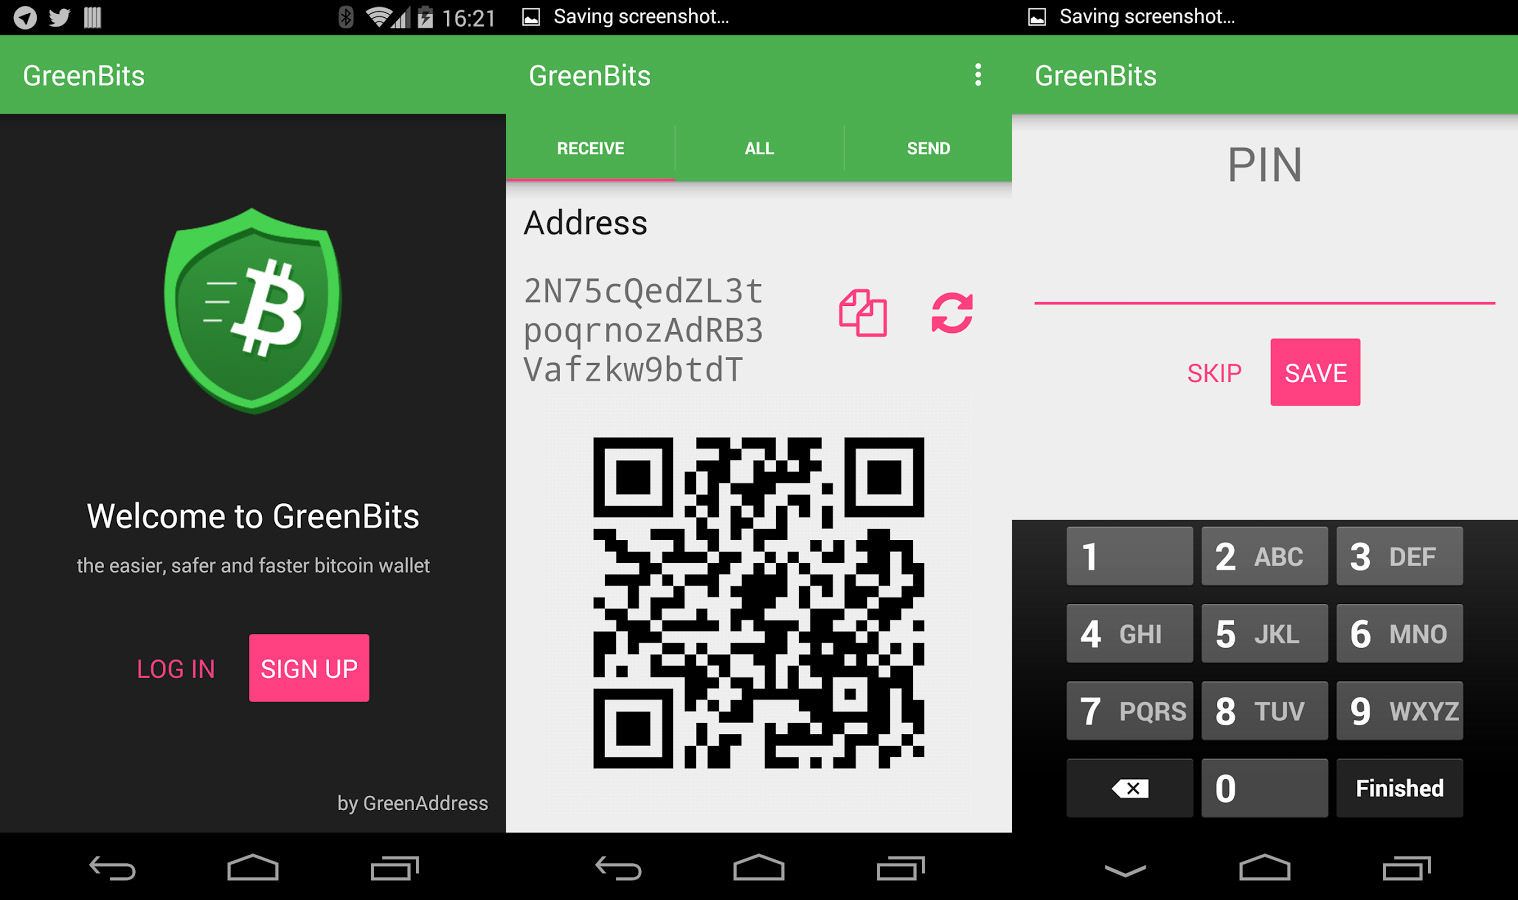 16:21
GreenBits
Welcome to GreenBits
the easier, safer and faster bitcoin wallet
LOG IN SIGN UP
by GreenAddress
Saving screenshot...
GreenBits
RECEIVE ALL SEND
Address
2N75cQedZL3t
poqrnozAdRB3
Vafzkw9btdT
Saving screenshot...
GreenBits
PIN
SKIP SAVE
1 2 ABC 3 DEF
4 GHI 5 JKL 6 MNO
7 PQRS 8 TUV 9 WXYZ
0 Finished